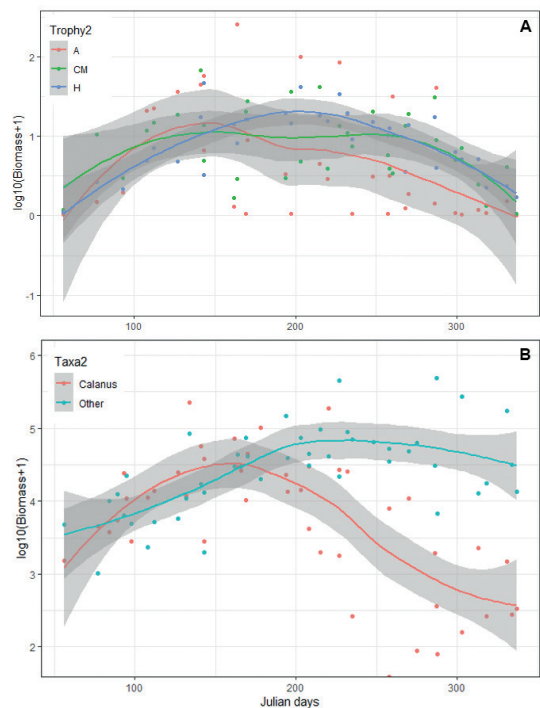 A
Trophy2
A
CM
H
log10(Biomass+1)
2
1
0
-1
100
200
300
B
Taxa2
Calanus
Other
log10(Biomass+1)
6
5
4
3
2
100
200
300
Julian days